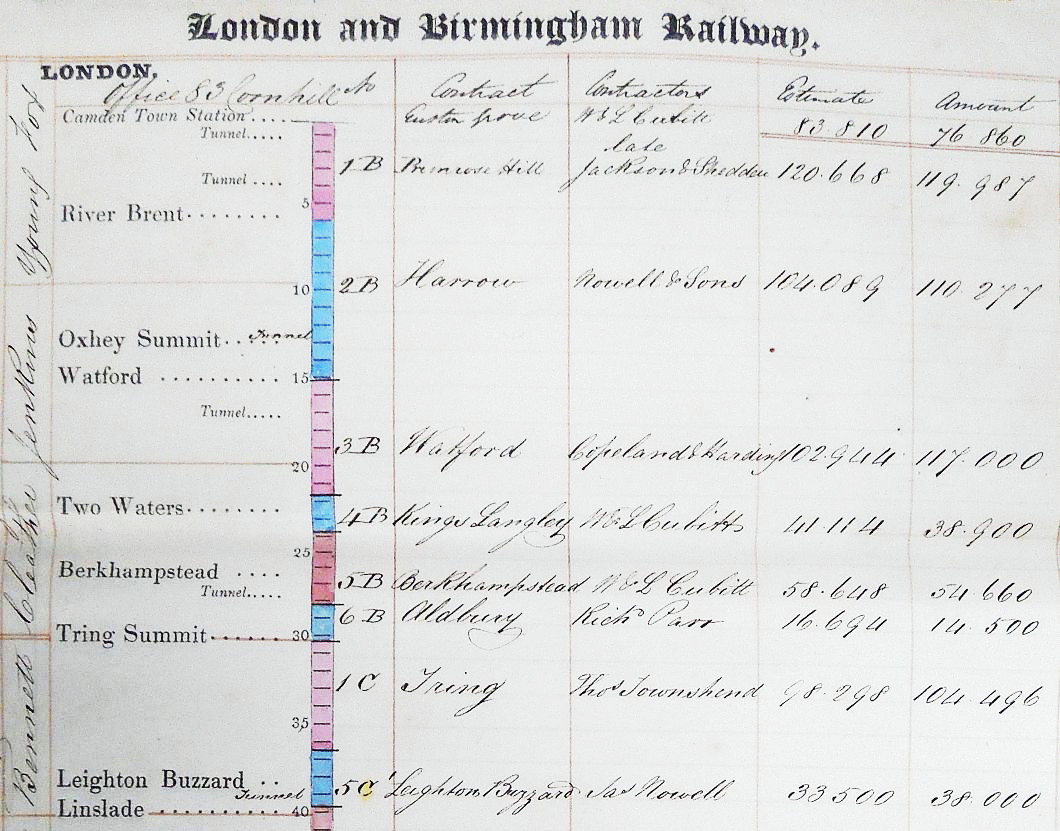 London and Birmingham Railway.
LONDON,
Office 83 Cornhill No Contract Contractors Estimate Amount
Camden Town Station .... Euston Grove W & L Cubitt 83.810 76 860
Tunnel.....
1 B Primrose Hill late Jackson & Shedden 120.668 119.987
Tunnel ....
5
River Brent ........
10 2 B Harrow Nowell & Sons 104.089 110.277
Oxhey Summit ..... Tunnel
Watford .......... 15
Tunnel.....
3 B Watford Copeland & Harding 102.944 117.000
20
Two Waters ........ 4 B Kings Langley W & L Cubitt 41.114 38.900
25
Berkhampstead .... 5 B Berkhampstead W & L Cubitt 58.648 54.660
Tunnel.....
6 B Aldbury Richd Parr 16.694 14.500
Tring Summit ....... 30
1 C Tring Thos Townshend 98.298 104.496
35
Leighton Buzzard .. 5 C Leighton Buzzard Jas Nowell 33500 38.000
Tunnel
Linslade ........... 40
Bennett Cleather Jenkins Young Fox